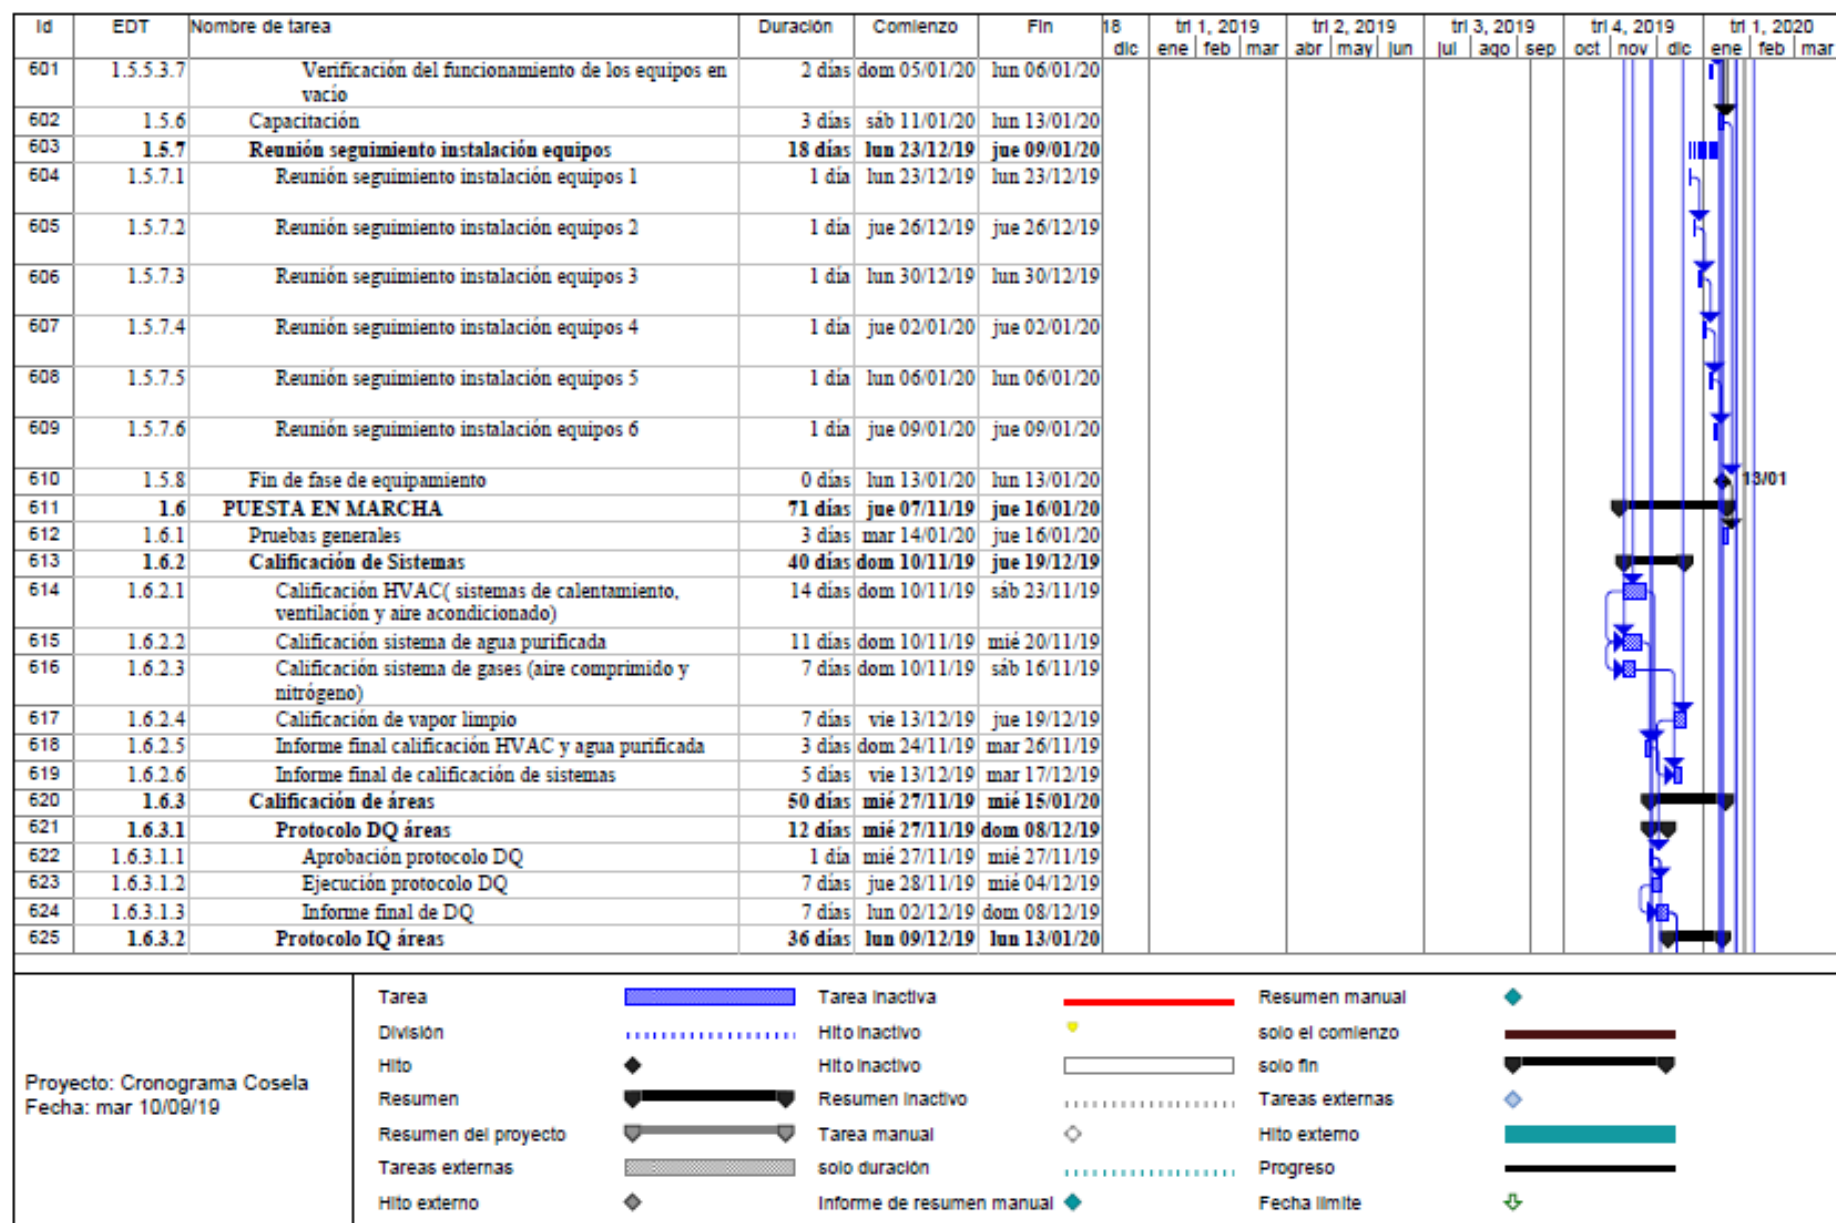 Id EDT Nombre de tarea Duración Comienzo Fin 18 tri 1, 2019 tri 2, 2019 tri 3, 2019 tri 4, 2019 tri 1, 2020
dic ene feb mar abr may jun jul ago sep oct nov dic ene feb mar
601 1.5.5.3.7 Verificación del funcionamiento de los equipos en 2 días dom 05/01/20 lun 06/01/20
vacío
602 1.5.6 Capacitación 3 días sáb 11/01/20 lun 13/01/20
603 1.5.7 Reunión seguimiento instalación equipos 18 días lun 23/12/19 jue 09/01/20
604 1.5.7.1 Reunión seguimiento instalación equipos 1 1 día lun 23/12/19 lun 23/12/19
605 1.5.7.2 Reunión seguimiento instalación equipos 2 1 día jue 26/12/19 jue 26/12/19
606 1.5.7.3 Reunión seguimiento instalación equipos 3 1 día lun 30/12/19 lun 30/12/19
607 1.5.7.4 Reunión seguimiento instalación equipos 4 1 día jue 02/01/20 jue 02/01/20
608 1.5.7.5 Reunión seguimiento instalación equipos 5 1 día lun 06/01/20 lun 06/01/20
609 1.5.7.6 Reunión seguimiento instalación equipos 6 1 día jue 09/01/20 jue 09/01/20
610 1.5.8 Fin de fase de equipamiento 0 días lun 13/01/20 lun 13/01/20 13/01
611 1.6 PUESTA EN MARCHA 71 días jue 07/11/19 jue 16/01/20
612 1.6.1 Pruebas generales 3 días mar 14/01/20 jue 16/01/20
613 1.6.2 Calificación de Sistemas 40 días dom 10/11/19 jue 19/12/19
614 1.6.2.1 Calificación HVAC( sistemas de calentamiento, 14 días dom 10/11/19 sáb 23/11/19
ventilación y aire acondicionado)
615 1.6.2.2 Calificación sistema de agua purificada 11 días dom 10/11/19 mié 20/11/19
616 1.6.2.3 Calificación sistema de gases (aire comprimido y 7 días dom 10/11/19 sáb 16/11/19
nitrógeno)
617 1.6.2.4 Calificación de vapor limpio 7 días vie 13/12/19 jue 19/12/19
618 1.6.2.5 Informe final calificación HVAC y agua purificada 3 días dom 24/11/19 mar 26/11/19
619 1.6.2.6 Informe final de calificación de sistemas 5 días vie 13/12/19 mar 17/12/19
620 1.6.3 Calificación de áreas 50 días mié 27/11/19 mié 15/01/20
621 1.6.3.1 Protocolo DQ áreas 12 días mié 27/11/19 dom 08/12/19
622 1.6.3.1.1 Aprobación protocolo DQ 1 día mié 27/11/19 mié 27/11/19
623 1.6.3.1.2 Ejecución protocolo DQ 7 días jue 28/11/19 mié 04/12/19
624 1.6.3.1.3 Informe final de DQ 7 días lun 02/12/19 dom 08/12/19
625 1.6.3.2 Protocolo IQ áreas 36 días lun 09/12/19 lun 13/01/20
Proyecto: Cronograma Cosela
Fecha: mar 10/09/19
Tarea Tarea inactiva Resumen manual
División Hito inactivo solo el comienzo
Hito Hito inactivo solo fin
Resumen Resumen inactivo Tareas externas
Resumen del proyecto Tarea manual Hito externo
Tareas externas solo duración Progreso
Hito externo Informe de resumen manual Fecha límite